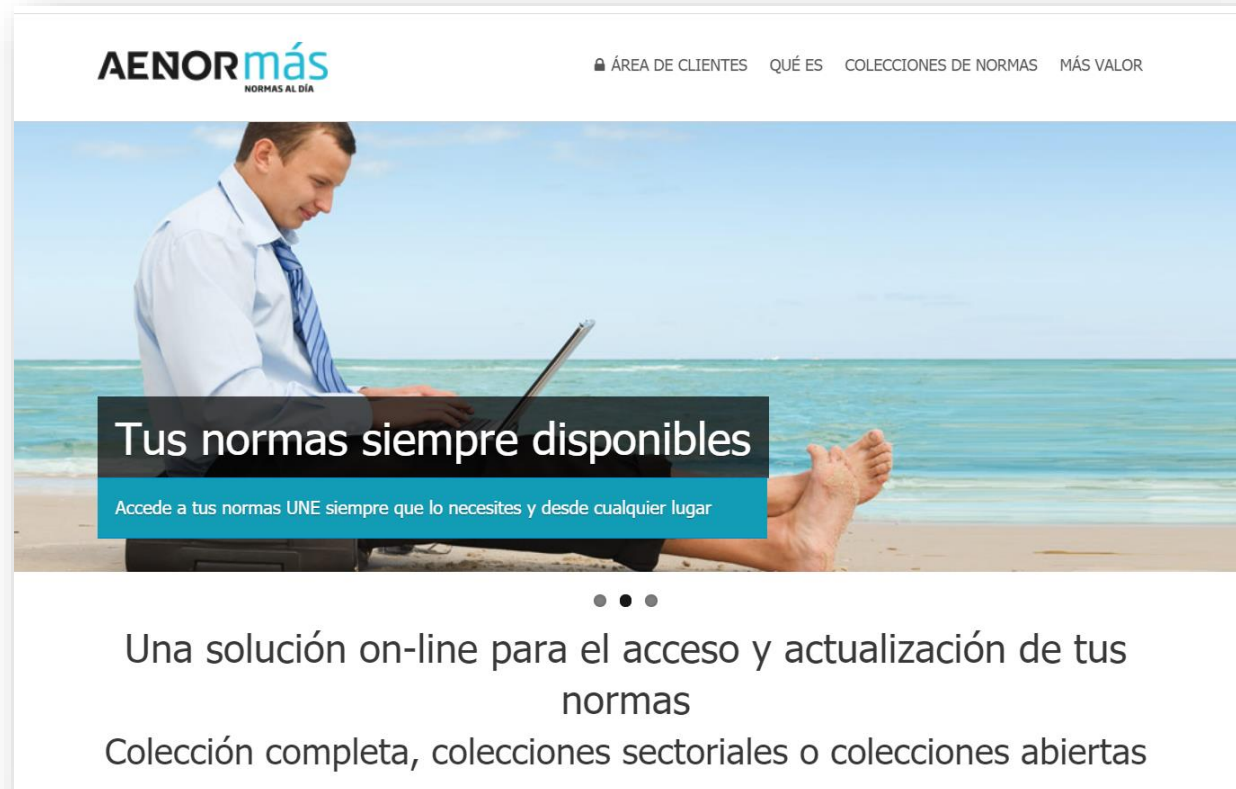 AENORmás
NORMAS AL DÍA
ÁREA DE CLIENTES QUÉ ES COLECCIONES DE NORMAS MÁS VALOR
Tus normas siempre disponibles
Accede a tus normas UNE siempre que lo necesites y desde cualquier lugar
Una solución on-line para el acceso y actualización de tus
normas
Colección completa, colecciones sectoriales o colecciones abiertas